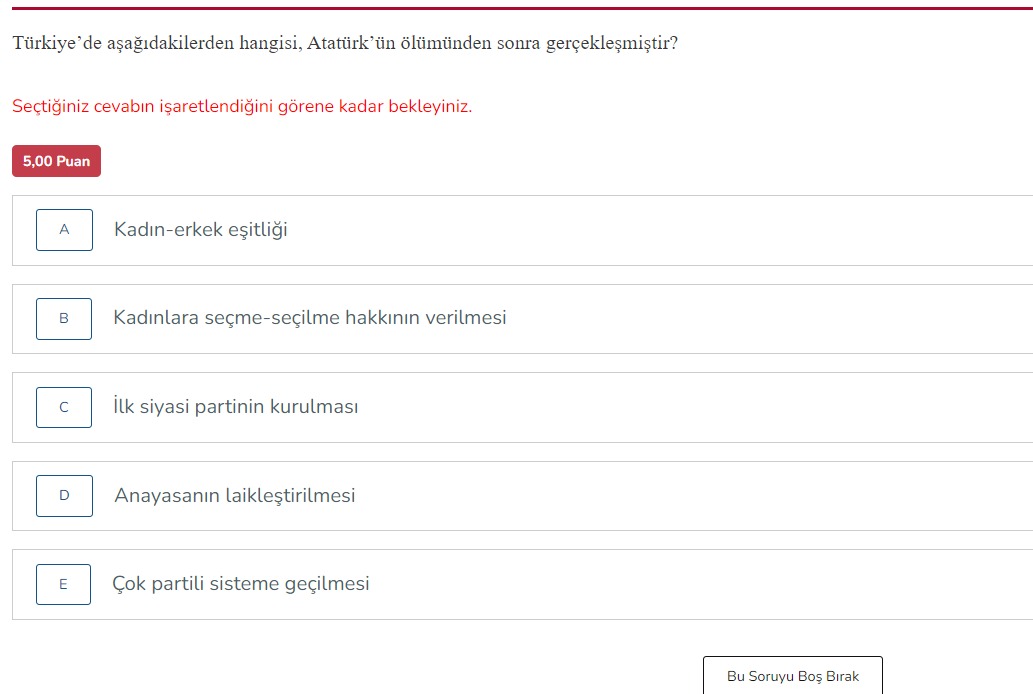 Türkiye’de aşağıdakilerden hangisi, Atatürk’ün ölümünden sonra gerçekleşmiştir?
Seçtiğiniz cevabın işaretlendiğini görene kadar bekleyiniz.
5,00 Puan
A Kadın-erkek eşitliği
B Kadınlara seçme-seçilme hakkının verilmesi
C İlk siyasi partinin kurulması
D Anayasanın laikleştirilmesi
E Çok partili sisteme geçilmesi
Bu Soruyu Boş Bırak